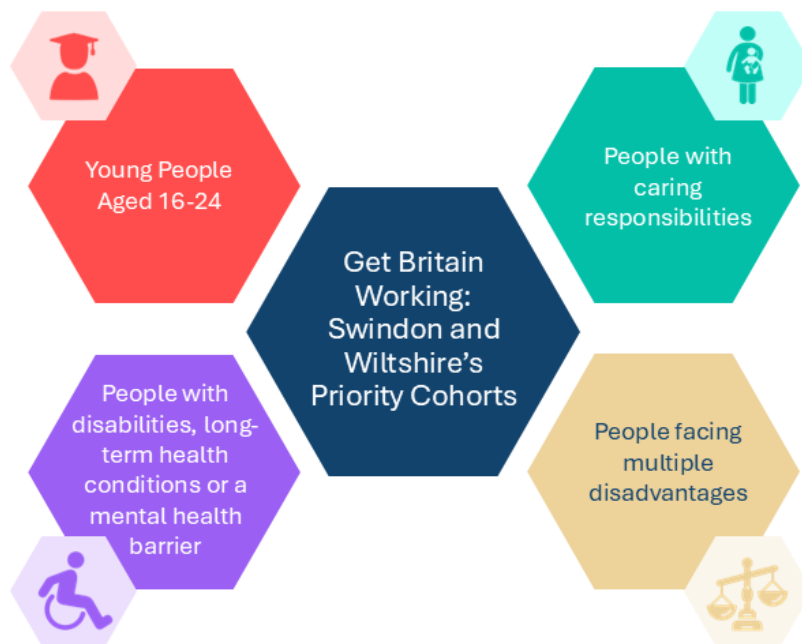 Young People
Aged 16-24
People with
caring
responsibilities
Get Britain
Working:
Swindon and
Wiltshire’s
Priority Cohorts
People with
disabilities, long-
term health
conditions or a
mental health
barrier
People facing
multiple
disadvantages